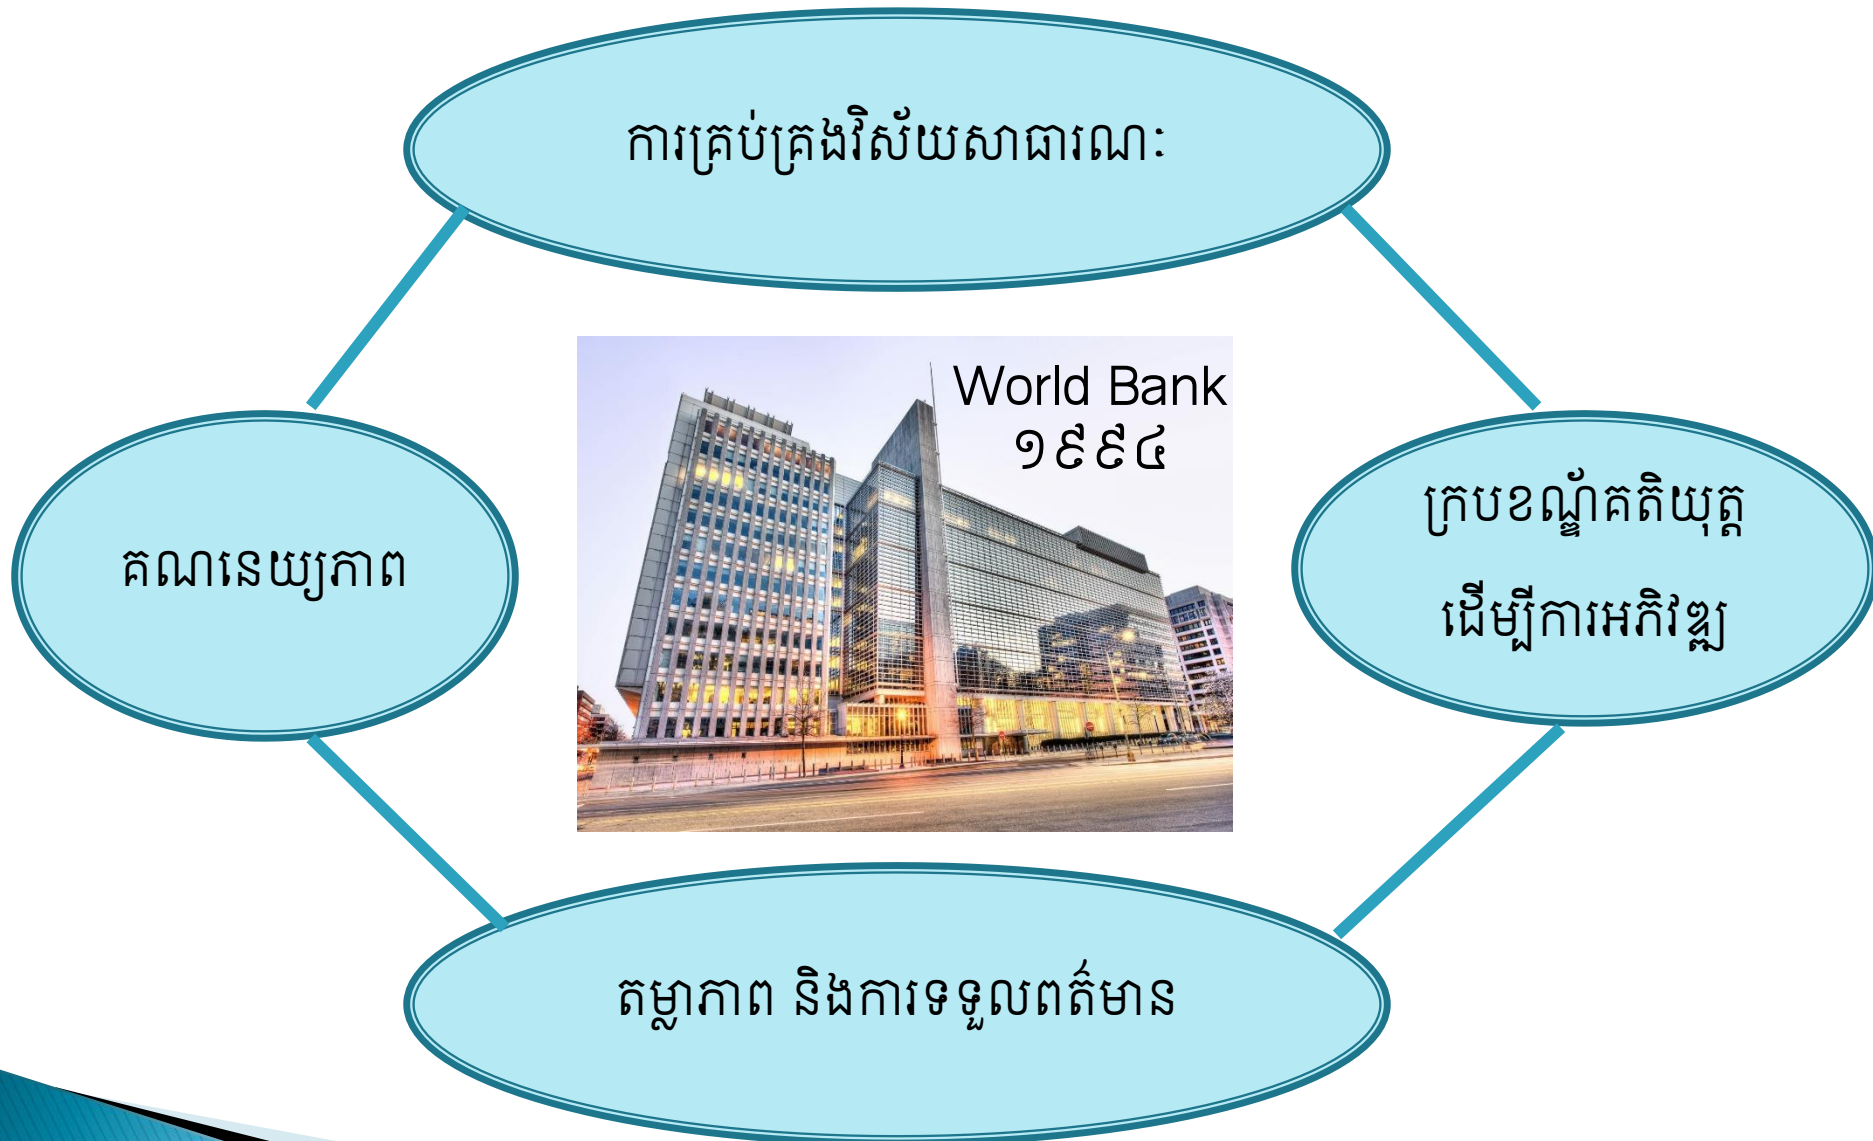 ការគ្រប់គ្រងវិស័យសាធារណៈ
World Bank
១៩៩៤
គណនេយ្យភាព
ក្របខណ្ឌ័គតិយុត្ត
ដើម្បីការអភិវឌ្ឍ
តម្លាភាព និងការទទួលពត៌មាន